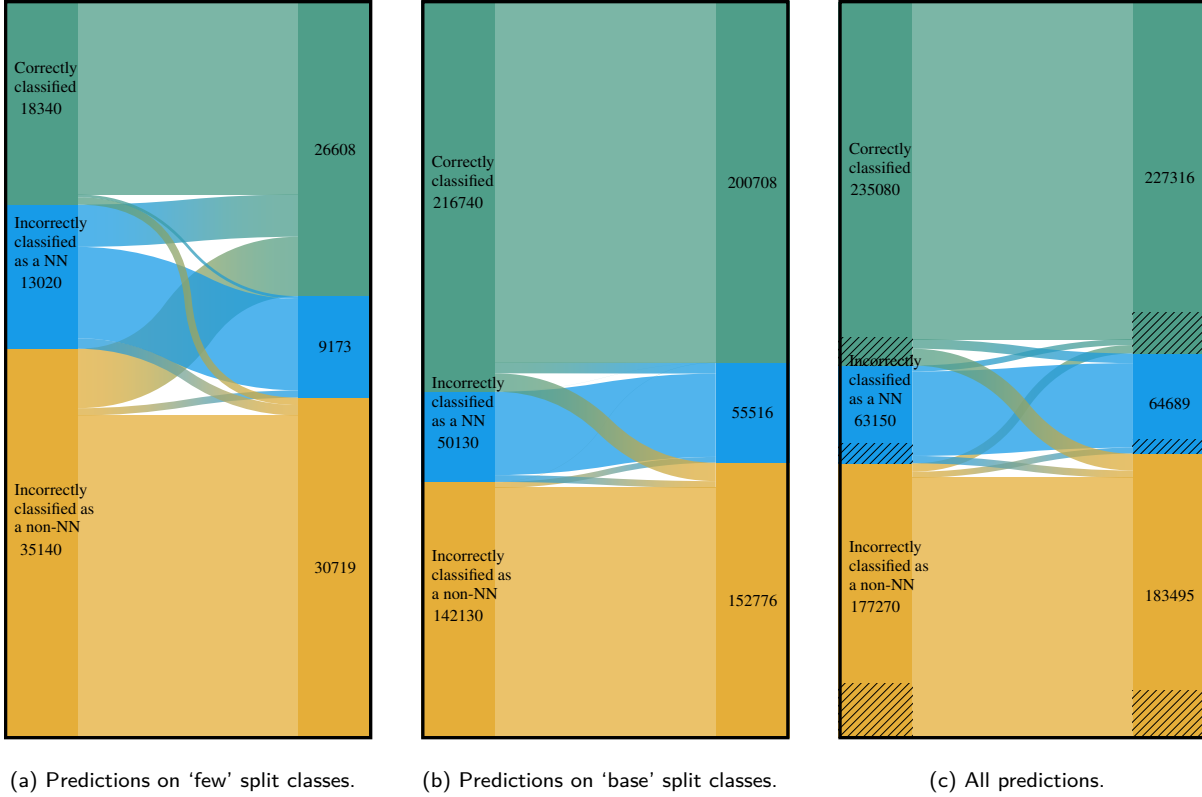 Correctly
classified
18340
Incorrectly
classified
as a NN
13020
Incorrectly
classified as
a non-NN
35140
26608
9173
30719
(a) Predictions on ‘few’ split classes.
Correctly
classified
216740
Incorrectly
classified
as a NN
50130
Incorrectly
classified as
a non-NN
142130
200708
55516
152776
(b) Predictions on ‘base’ split classes.
Correctly
classified
235080
Incorrectly
classified
as a NN
63150
Incorrectly
classified as
a non-NN
177270
227316
64689
183495
(c) All predictions.